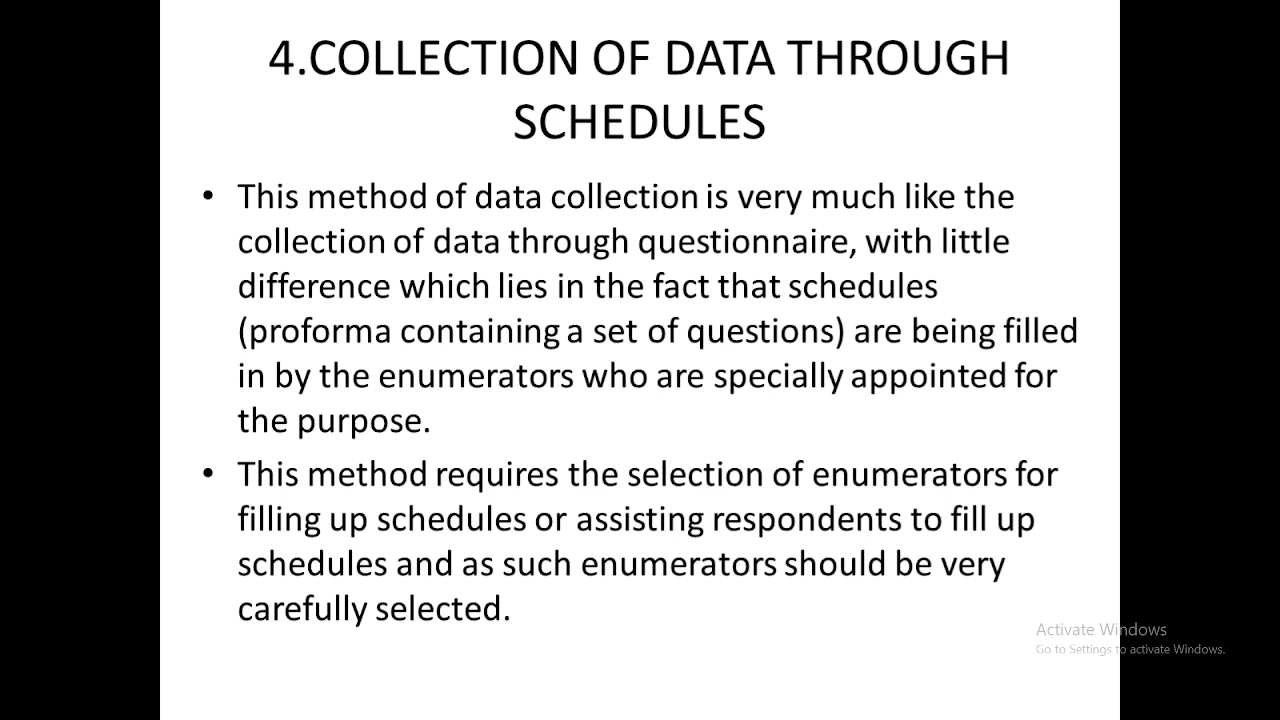 4.COLLECTION OF DATA THROUGH
SCHEDULES
• This method of data collection is very much like the
collection of data through questionnaire, with little
difference which lies in the fact that schedules
(proforma containing a set of questions) are being filled
in by the enumerators who are specially appointed for
the purpose.
• This method requires the selection of enumerators for
filling up schedules or assisting respondents to fill up
schedules and as such enumerators should be very
carefully selected.
Activate Windows
Go to Settings to activate Windows.